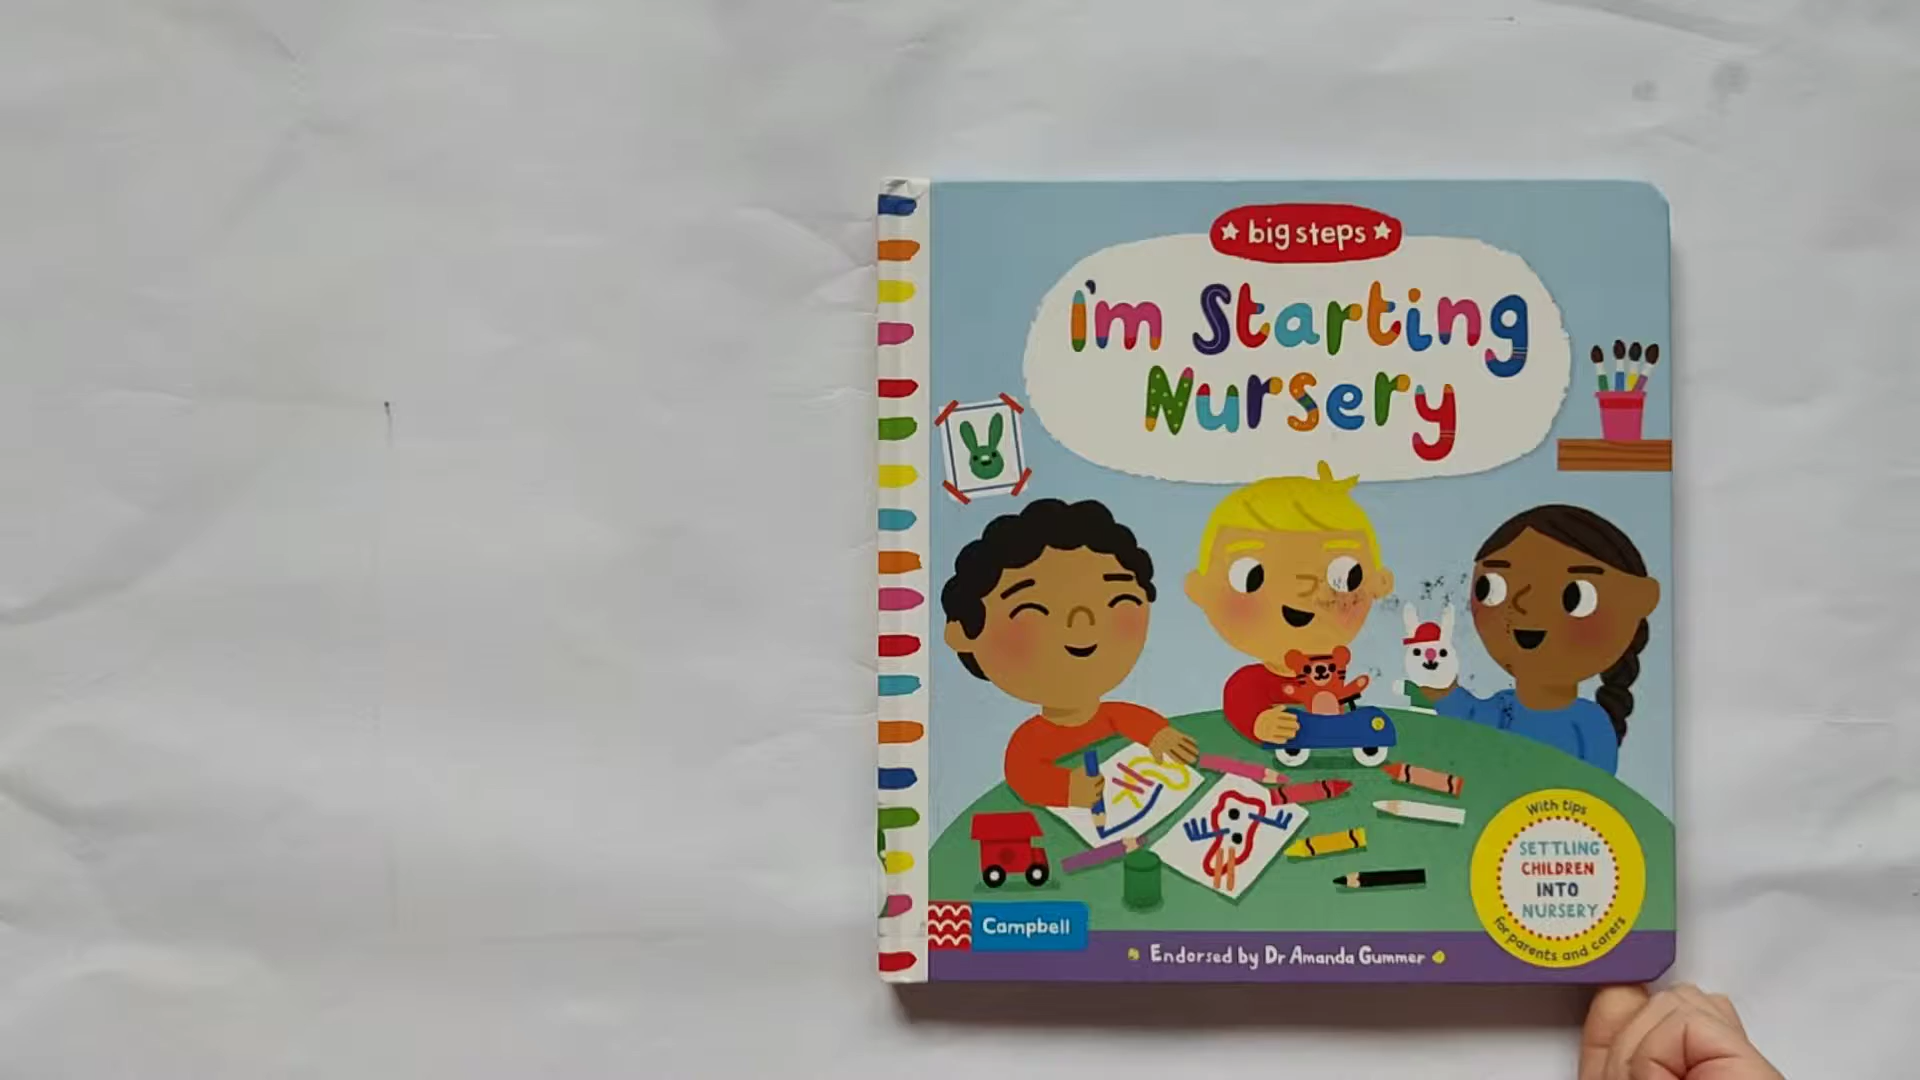 big steps
I'm Starting
Nursery
With tips
SETTLING
CHILDREN
INTO
NURSERY
for parents and carers
Campbell
Endorsed by Dr Amanda Gummer